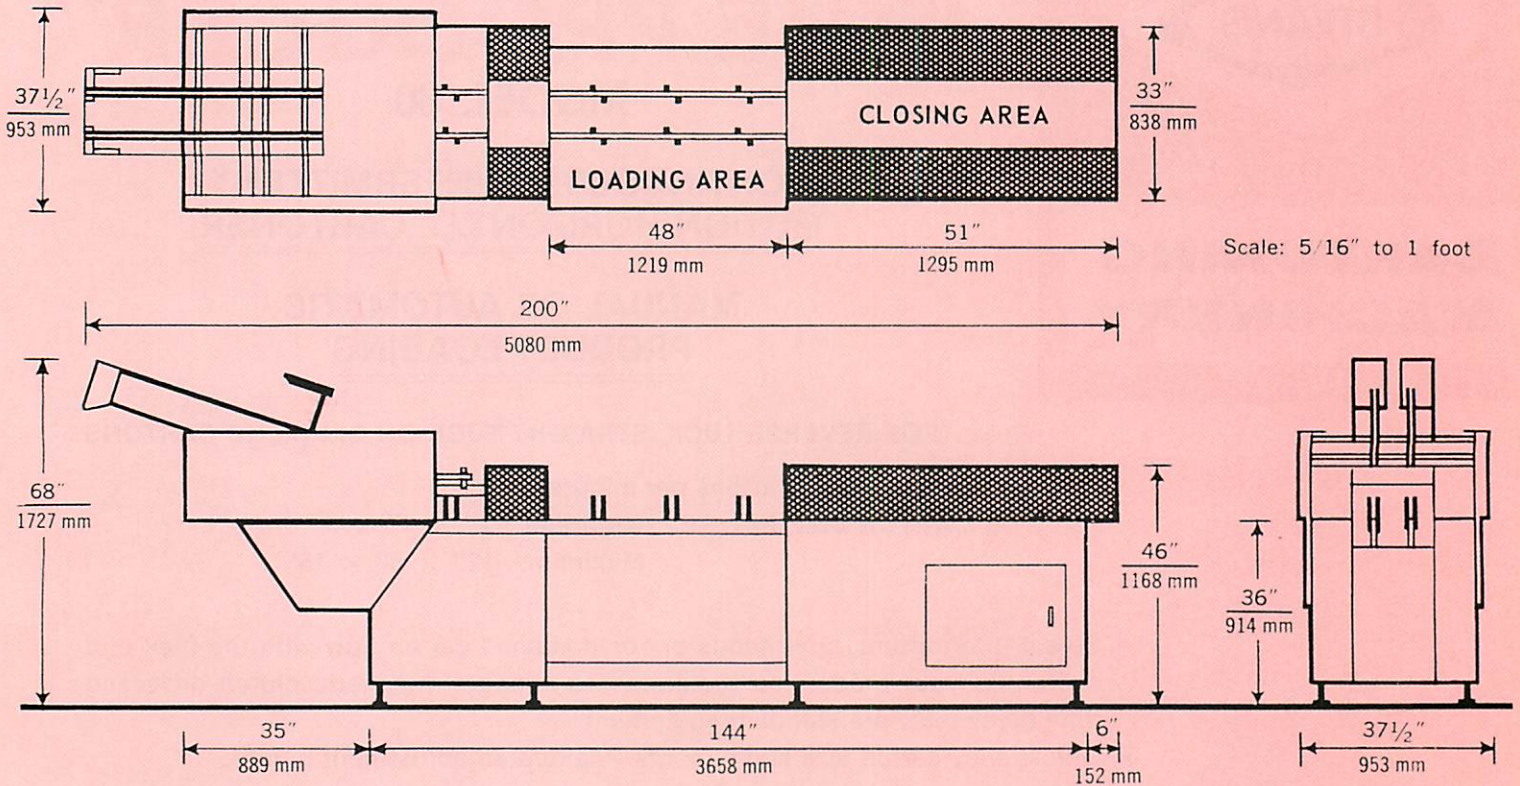 37½"
953 mm
CLOSING AREA
33"
838 mm
LOADING AREA
48"
1219 mm
51"
1295 mm
Scale: 5/16" to 1 foot
200"
5080 mm
68"
1727 mm
46"
1168 mm
36"
914 mm
35"
889 mm
144"
3658 mm
6"
152 mm
37½"
953 mm